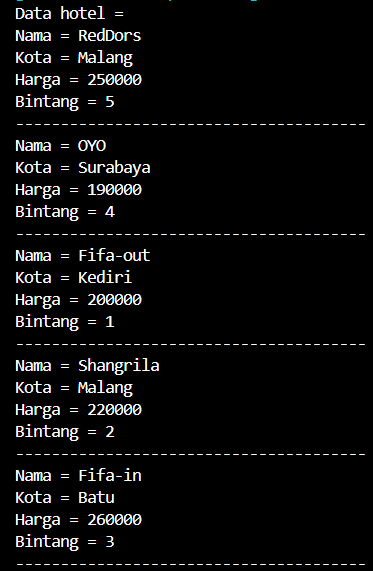 Data hotel =
Nama = RedDors
Kota = Malang
Harga = 250000
Bintang = 5
---------------------------------------
Nama = OYO
Kota = Surabaya
Harga = 190000
Bintang = 4
---------------------------------------
Nama = Fifa-out
Kota = Kediri
Harga = 200000
Bintang = 1
---------------------------------------
Nama = Shangrila
Kota = Malang
Harga = 220000
Bintang = 2
---------------------------------------
Nama = Fifa-in
Kota = Batu
Harga = 260000
Bintang = 3
---------------------------------------